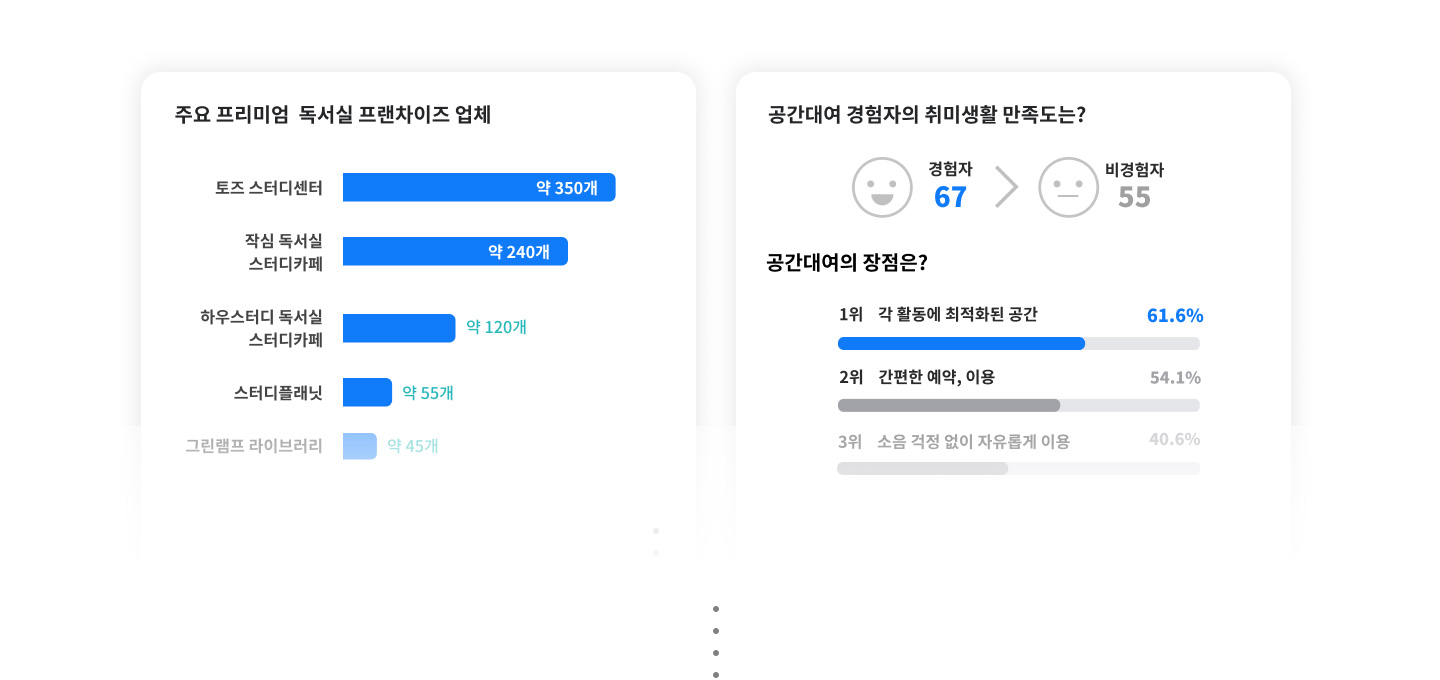 주요 프리미엄 독서실 프랜차이즈 업체
토즈 스터디센터
약 350개
작심 독서실
스터디카페
약 240개
하우스터디 독서실
스터디카페
약 120개
스터디플래닛
약 55개
그린램프 라이브러리
약 45개
공간대여 경험자의 취미생활 만족도는?
경험자
67
비경험자
55
공간대여의 장점은?
1위 각 활동에 최적화된 공간
61.6%
2위 간편한 예약, 이용
54.1%
3위 소음 걱정 없이 자유롭게 이용
40.6%